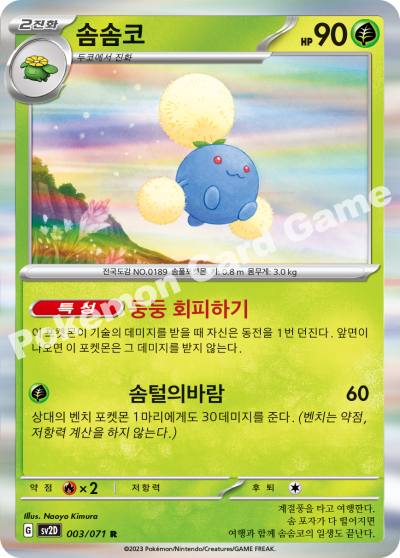 2진화
솜솜코
HP 90
두코에서 진화
전국도감 NO.0189 솜풀포켓몬 키: 0.8 m 몸무게: 3.0 kg
특성 둥둥 회피하기
이 포켓몬이 기술의 데미지를 받을 때 자신은 동전을 1번 던진다. 앞면이
나오면 이 포켓몬은 그 데미지를 받지 않는다.
솜털의바람 60
상대의 벤치 포켓몬 1마리에게도 30데미지를 준다. (벤치는 약점,
저항력 계산을 하지 않는다.)
약점 ×2 저항력 후퇴
Illus. Naoyo Kimura
G SV2D 003/071 R
계절풍을 타고 여행한다.
솜 포자가 다 떨어지면
여행과 함께 솜솜코의 일생도 끝난다.
©2023 Pokémon/Nintendo/Creatures/GAME FREAK.
Pokémon Card Game